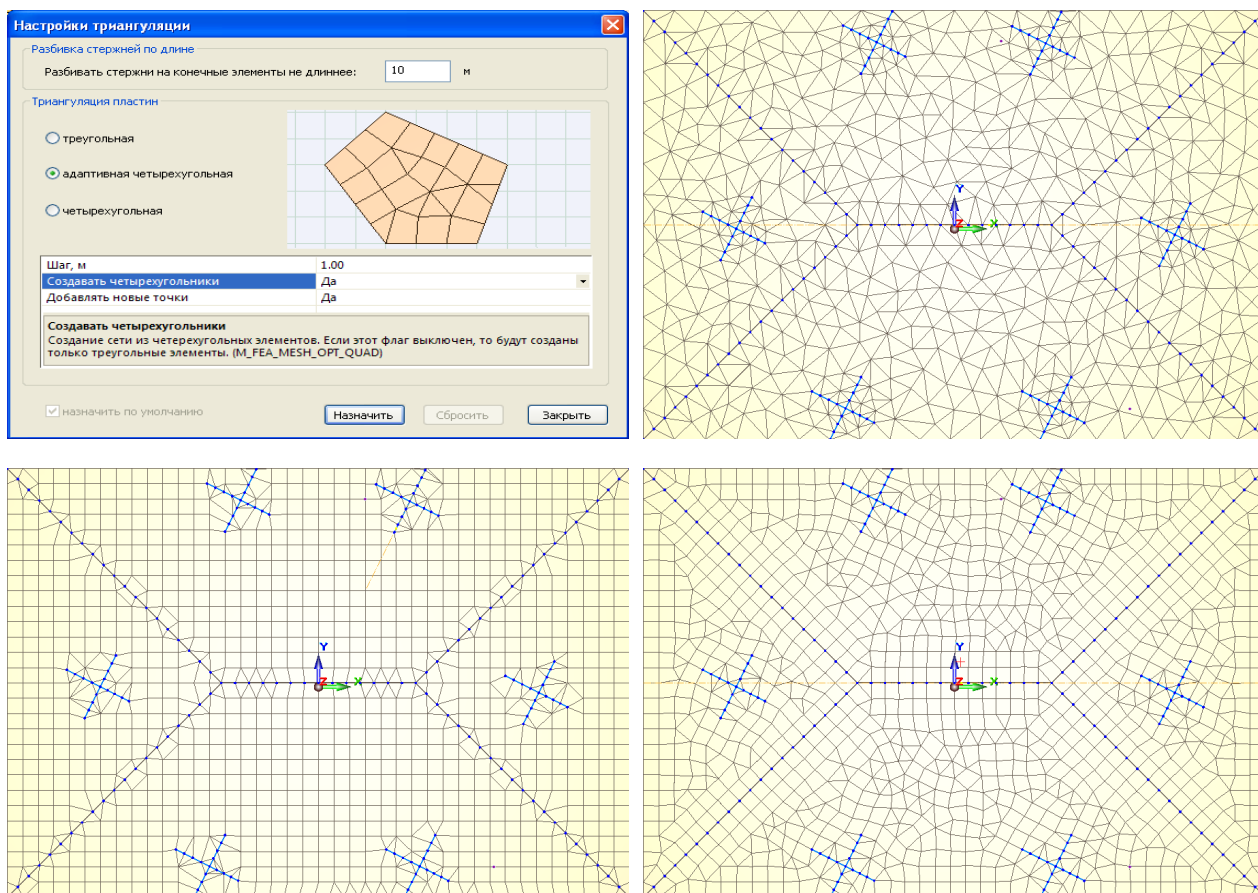 Настройки триангуляции
Разбивка стержней по длине
Разбивать стержни на конечные элементы не длиннее: 10 м
Триангуляция пластин
треугольная
адаптивная четырехугольная
четырехугольная
Шаг, м 1.00
Создавать четырехугольники Да
Добавлять новые точки Да
Создавать четырехугольники
Создание сети из четерехугольных элементов. Если этот флаг выключен, то будут созданы
только треугольные элементы. (M_FEA_MESH_OPT_QUAD)
назначить по умолчанию
Назначить Сбросить Закрыть
Y
Z X
Y
Z X
Y
Z X